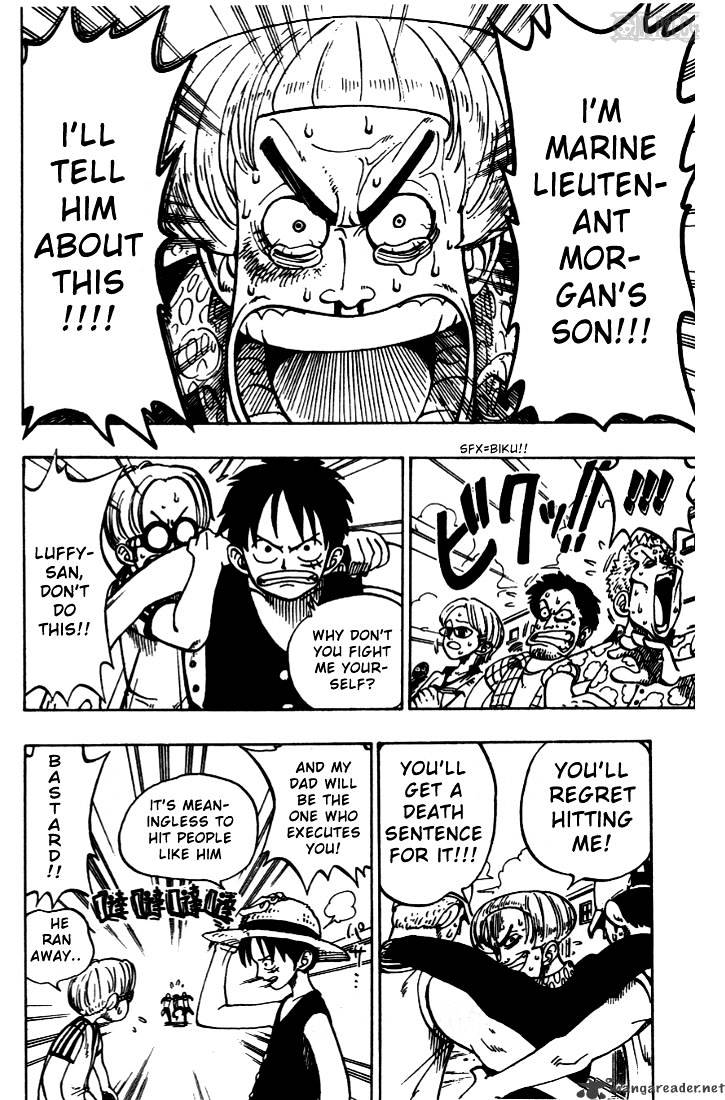 I'M
MARINE
LIEUTEN-
ANT
MOR-
GAN'S
SON!!!
I'LL
TELL
HIM
ABOUT
THIS
!!!!
SFX=BIKU!!
!!!
ビクッ!!
WHY DON'T
YOU FIGHT
ME YOUR-
SELF?
LUFFY-
SAN,
DON'T
DO
THIS!!
YOU'LL
REGRET
HITTING
ME!
YOU'LL
GET A
DEATH
SENTENCE
FOR IT!!!
AND MY
DAD WILL
BE THE
ONE WHO
EXECUTES
YOU!
IT'S MEAN-
INGLESS TO
HIT PEOPLE
LIKE HIM
BASTARD!!
HE
RAN
AWAY..
mangareader.net